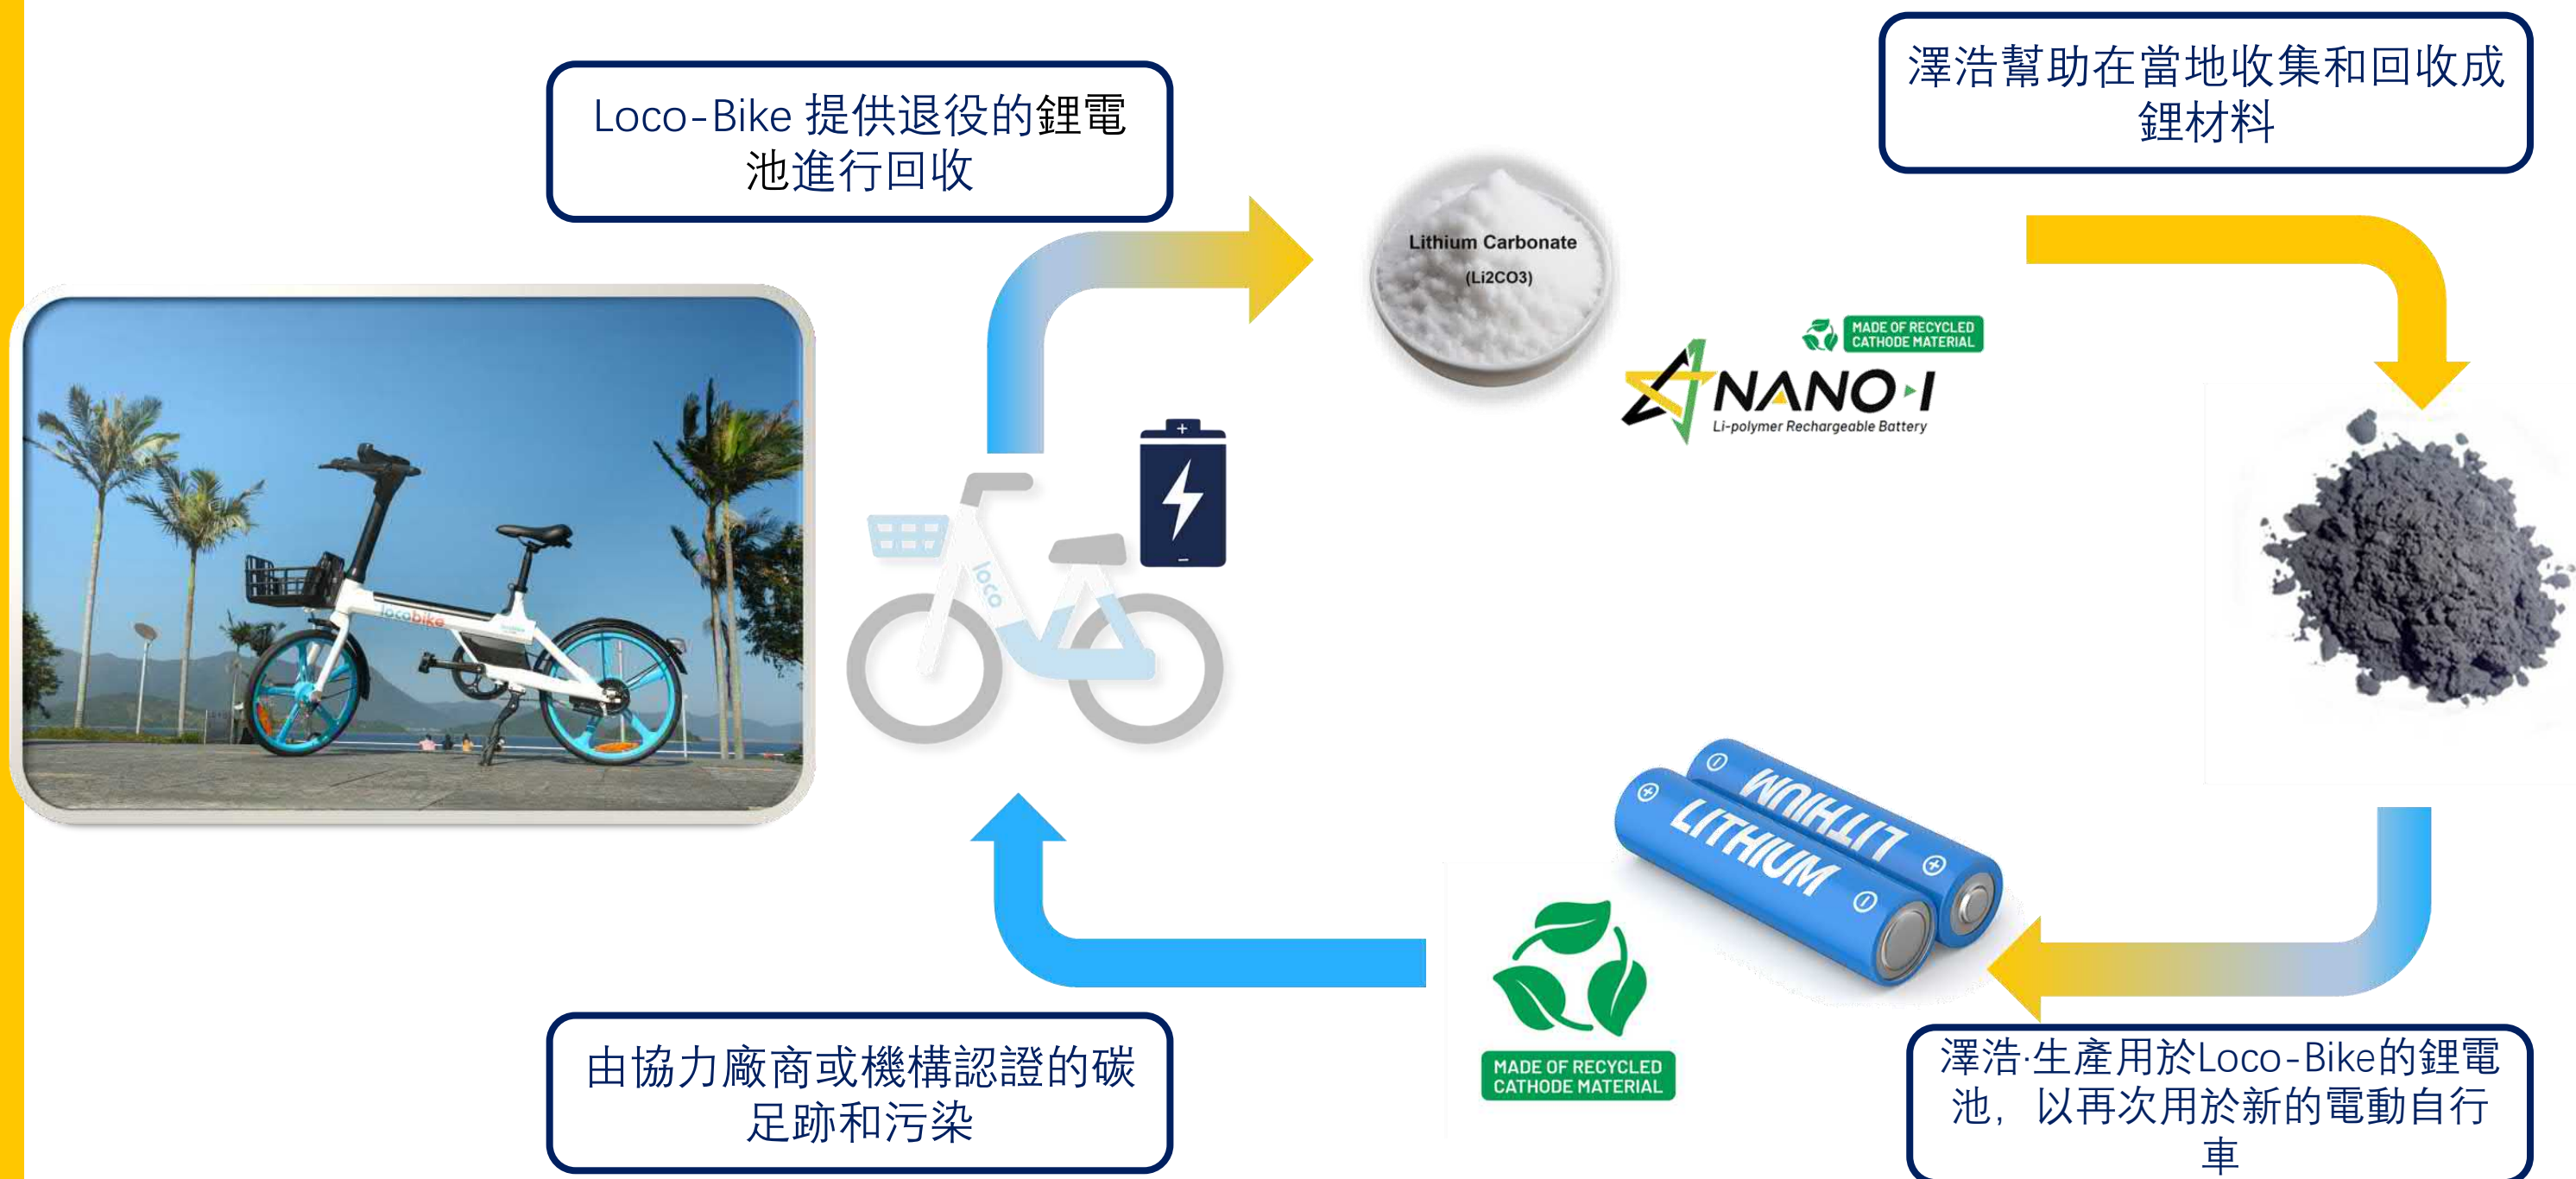 Loco-Bike 提供退役的鋰電
池進行回收
澤浩幫助在當地收集和回收成
鋰材料
Lithium Carbonate
(Li2CO3)
MADE OF RECYCLED
CATHODE MATERIAL
NANO·I
Li-polymer Rechargeable Battery
locobike
loco
LITHIUM
LITHIUM
MADE OF RECYCLED
CATHODE MATERIAL
由協力廠商或機構認證的碳
足跡和污染
澤浩·生產用於Loco-Bike的鋰電
池，以再次用於新的電動自行
車